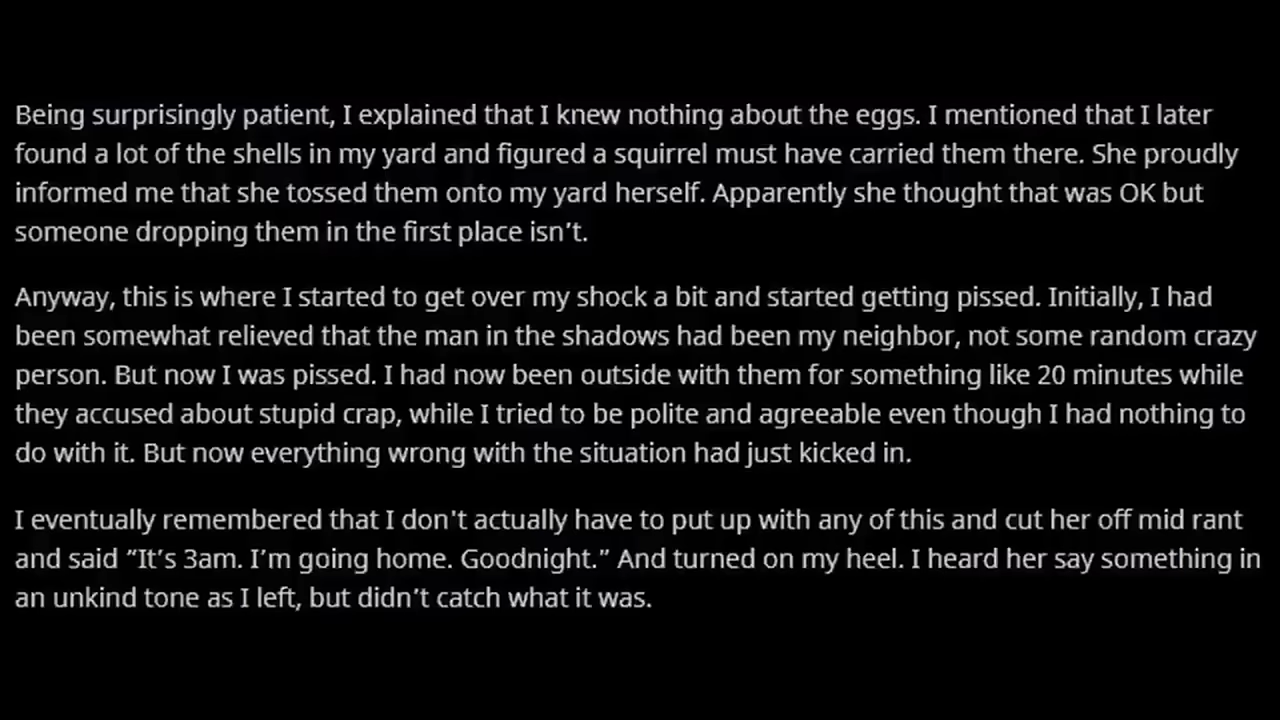 Being surprisingly patient, I explained that I knew nothing about the eggs. I mentioned that I later
found a lot of the shells in my yard and figured a squirrel must have carried them there. She proudly
informed me that she tossed them onto my yard herself. Apparently she thought that was OK but
someone dropping them in the first place isn’t.
Anyway, this is where I started to get over my shock a bit and started getting pissed. Initially, I had
been somewhat relieved that the man in the shadows had been my neighbor, not some random crazy
person. But now I was pissed. I had now been outside with them for something like 20 minutes while
they accused about stupid crap, while I tried to be polite and agreeable even though I had nothing to
do with it. But now everything wrong with the situation had just kicked in.
I eventually remembered that I don't actually have to put up with any of this and cut her off mid rant
and said “It’s 3am. I’m going home. Goodnight.” And turned on my heel. I heard her say something in
an unkind tone as I left, but didn’t catch what it was.